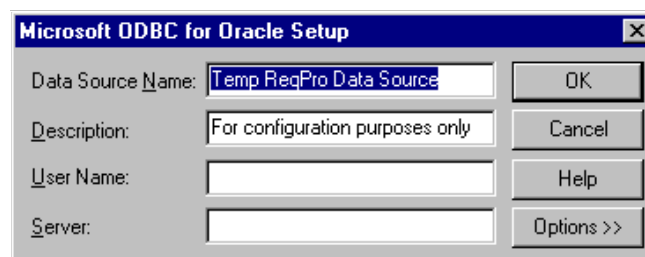 Microsoft ODBC for Oracle Setup
Data Source Name: Temp ReqPro Data Source OK
Description: For configuration purposes only Cancel
User Name: Help
Server: Options >>